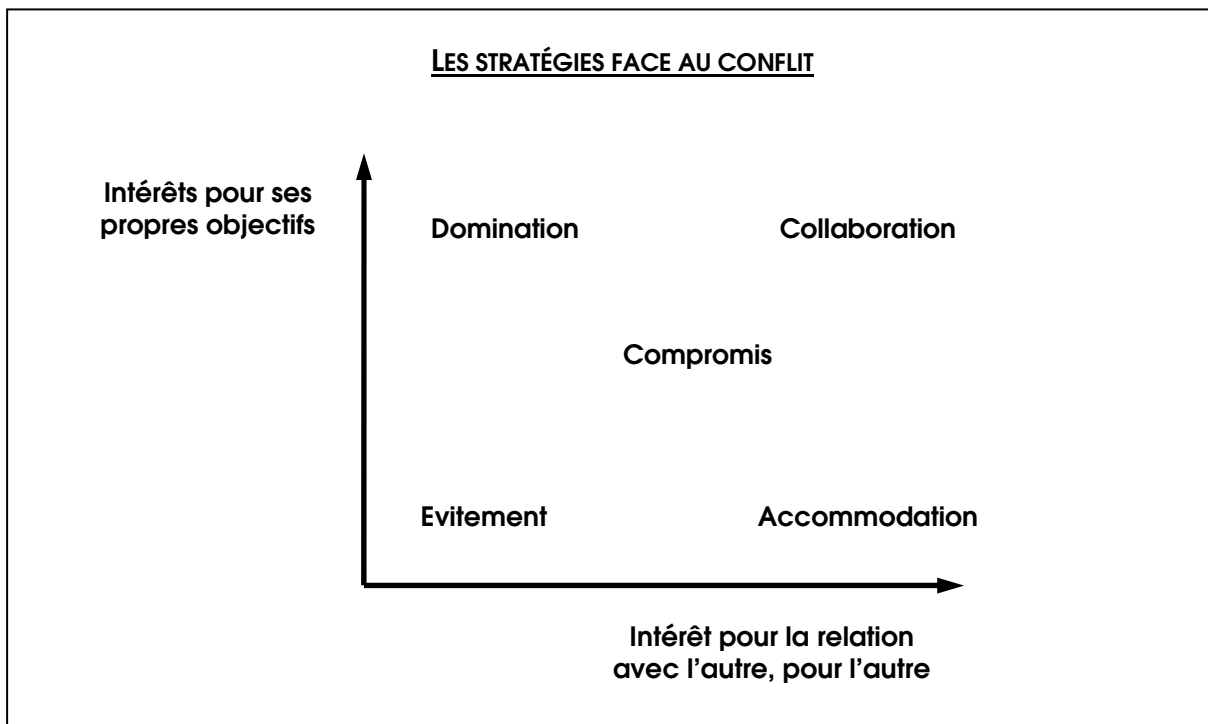 LES STRATÉGIES FACE AU CONFLIT
Intérêts pour ses
propres objectifs
Domination
Collaboration
Compromis
Evitement
Accommodation
Intérêt pour la relation
avec l’autre, pour l’autre